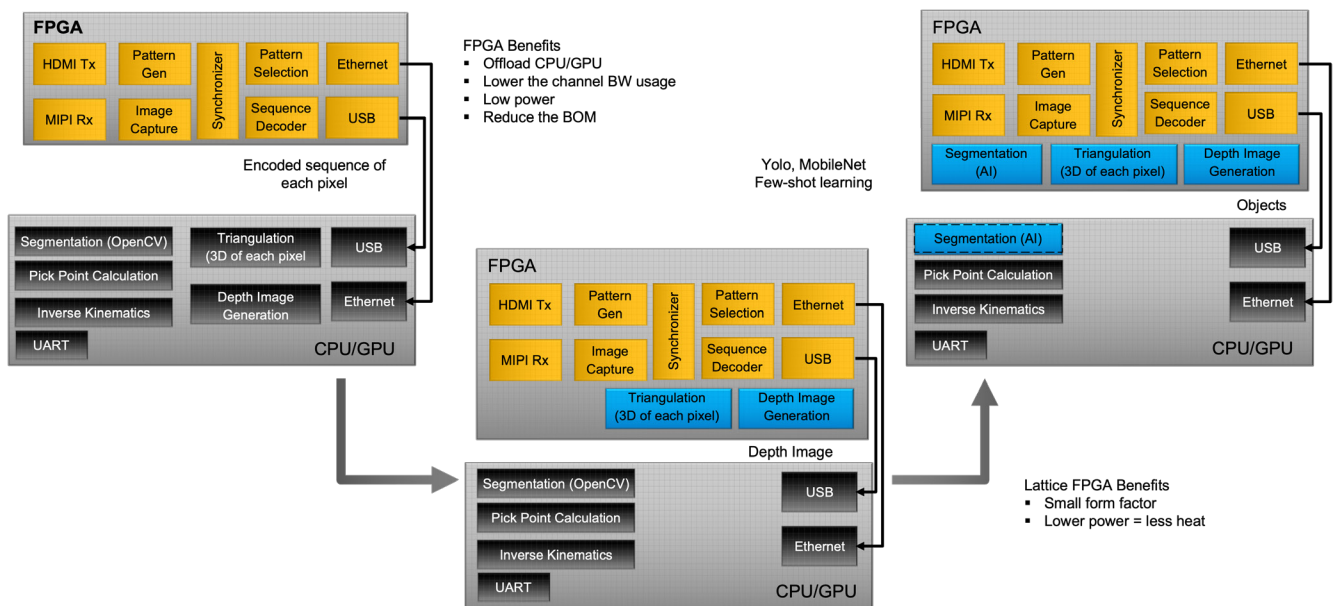 FPGA
HDMI Tx
Pattern
Gen
Synchronizer
Pattern
Selection
Ethernet
MIPI Rx
Image
Capture
Sequence
Decoder
USB
Encoded sequence of
each pixel
Segmentation (OpenCV)
Triangulation
(3D of each pixel
USB
Pick Point Calculation
Depth Image
Generation
Ethernet
Inverse Kinematics
UART
CPU/GPU
FPGA Benefits
▪ Offload CPU/GPU
▪ Lower the channel BW usage
▪ Low power
▪ Reduce the BOM
FPGA
HDMI Tx
Pattern
Gen
Synchronizer
Pattern
Selection
Ethernet
MIPI Rx
Image
Capture
Sequence
Decoder
USB
Triangulation
(3D of each pixel)
Depth Image
Generation
Depth Image
Segmentation (OpenCV)
USB
Pick Point Calculation
Inverse Kinematics
Ethernet
UART
CPU/GPU
Yolo, MobileNet
Few-shot learning
FPGA
HDMI Tx
Pattern
Gen
Synchronizer
Pattern
Selection
Ethernet
MIPI Rx
Image
Capture
Sequence
Decoder
USB
Segmentation
(AI)
Triangulation
(3D of each pixel)
Depth Image
Generation
Objects
Segmentation (AI)
USB
Pick Point Calculation
Inverse Kinematics
Ethernet
UART
CPU/GPU
Lattice FPGA Benefits
▪ Small form factor
▪ Lower power = less heat